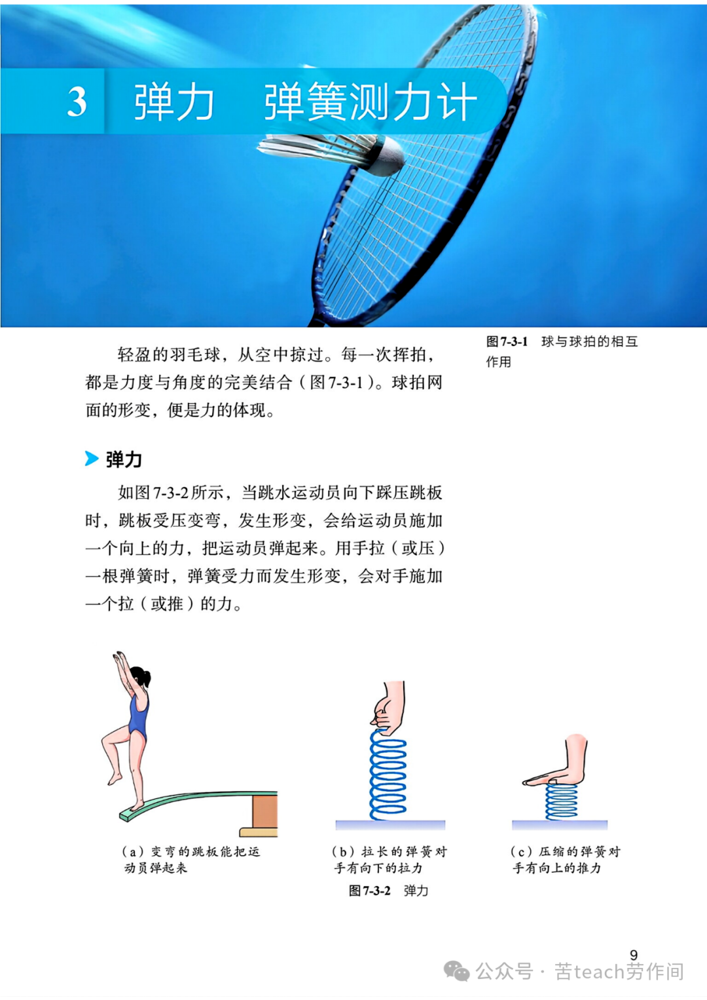 3 弹力 弹簧测力计
图7-3-1 球与球拍的相互
作用
轻盈的羽毛球，从空中掠过。每一次挥拍，
都是力度与角度的完美结合（图7-3-1）。球拍网
面的形变，便是力的体现。
弹力
如图7-3-2所示，当跳水运动员向下踩压跳板
时，跳板受压变弯，发生形变，会给运动员施加
一个向上的力，把运动员弹起来。用手拉（或压）
一根弹簧时，弹簧受力而发生形变，会对手施加
一个拉（或推）的力。
（a）变弯的跳板能把运
动员弹起来
（b）拉长的弹簧对
手有向下的拉力
（c）压缩的弹簧对
手有向上的推力
图7-3-2 弹力
9
公众号·苦teach劳作间